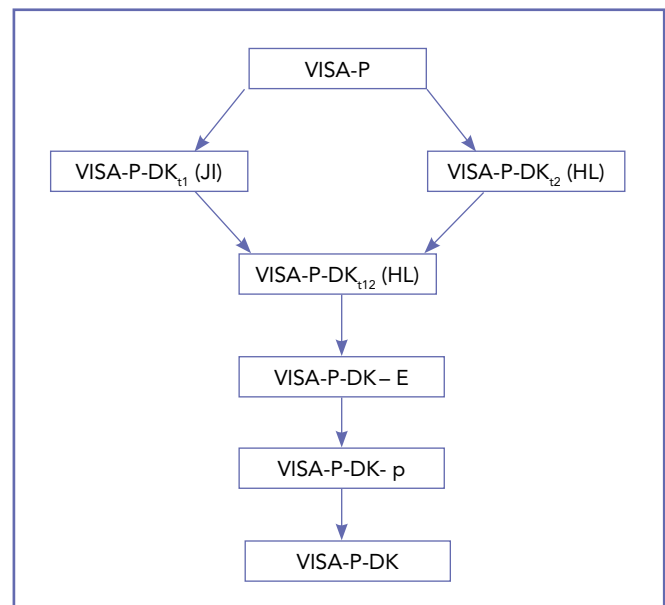 VISA-P
VISA-P-DKt1 (JI)
VISA-P-DKt2 (HL)
VISA-P-DKt12 (HL)
VISA-P-DK – E
VISA-P-DK- p
VISA-P-DK